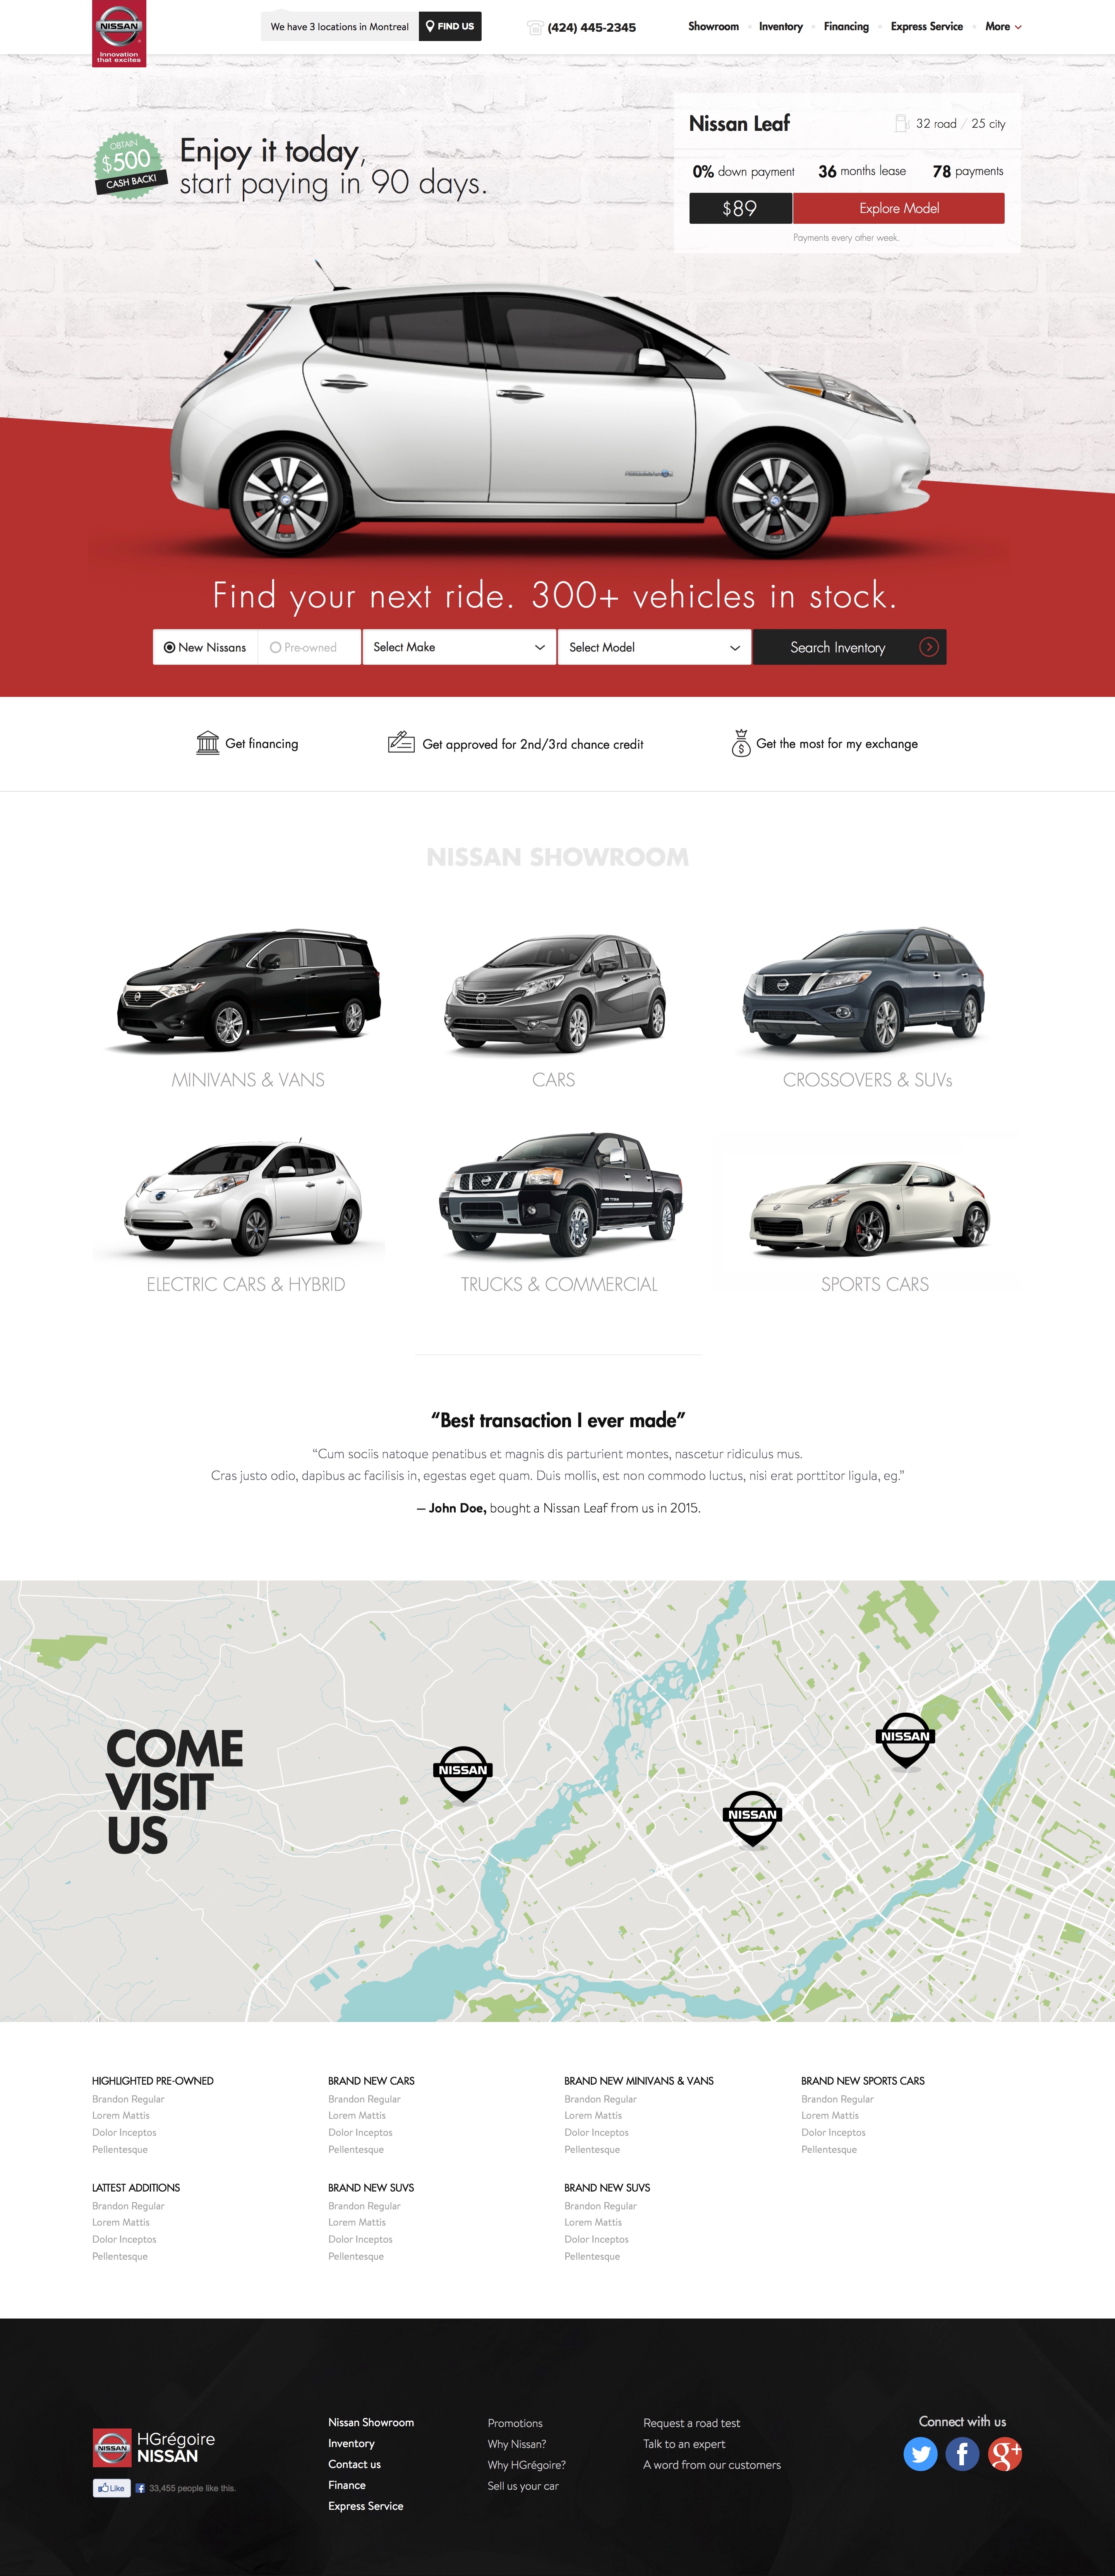 NISSAN
Innovation
that excites
We have 3 locations in Montreal
FIND US
(424) 445-2345
Showroom
Inventory
Financing
Express Service
More
OBTAIN
$500
CASH BACK!
Enjoy it today,
start paying in 90 days.
Nissan Leaf
32 road / 25 city
0% down payment
36 months lease
78 payments
$89
Explore Model
Payments every other week.
Find your next ride. 300+ vehicles in stock.
New Nissans
Pre-owned
Select Make
Select Model
Search Inventory
Get financing
Get approved for 2nd/3rd chance credit
Get the most for my exchange
NISSAN SHOWROOM
MINIVANS & VANS
CARS
CROSSOVERS & SUVs
ELECTRIC CARS & HYBRID
TRUCKS & COMMERCIAL
SPORTS CARS
“Best transaction I ever made”
“Cum sociis natoque penatibus et magnis dis parturient montes, nascetur ridiculus mus.
Cras justo odio, dapibus ac facilisis in, egestas eget quam. Duis mollis, est non commodo luctus, nisi erat porttitor ligula, eg.”
— John Doe, bought a Nissan Leaf from us in 2015.
COME
VISIT
US
NISSAN
NISSAN
NISSAN
HIGHLIGHTED PRE-OWNED
Brandon Regular
Lorem Mattis
Dolor Inceptos
Pellentesque
BRAND NEW CARS
Brandon Regular
Lorem Mattis
Dolor Inceptos
Pellentesque
BRAND NEW MINIVANS & VANS
Brandon Regular
Lorem Mattis
Dolor Inceptos
Pellentesque
BRAND NEW SPORTS CARS
Brandon Regular
Lorem Mattis
Dolor Inceptos
Pellentesque
LATTEST ADDITIONS
Brandon Regular
Lorem Mattis
Dolor Inceptos
Pellentesque
BRAND NEW SUVS
Brandon Regular
Lorem Mattis
Dolor Inceptos
Pellentesque
BRAND NEW SUVS
Brandon Regular
Lorem Mattis
Dolor Inceptos
Pellentesque
NISSAN
HGrégoire
NISSAN
Like
33,455 people like this.
Nissan Showroom
Inventory
Contact us
Finance
Express Service
Promotions
Why Nissan?
Why HGrégoire?
Sell us your car
Request a road test
Talk to an expert
A word from our customers
Connect with us